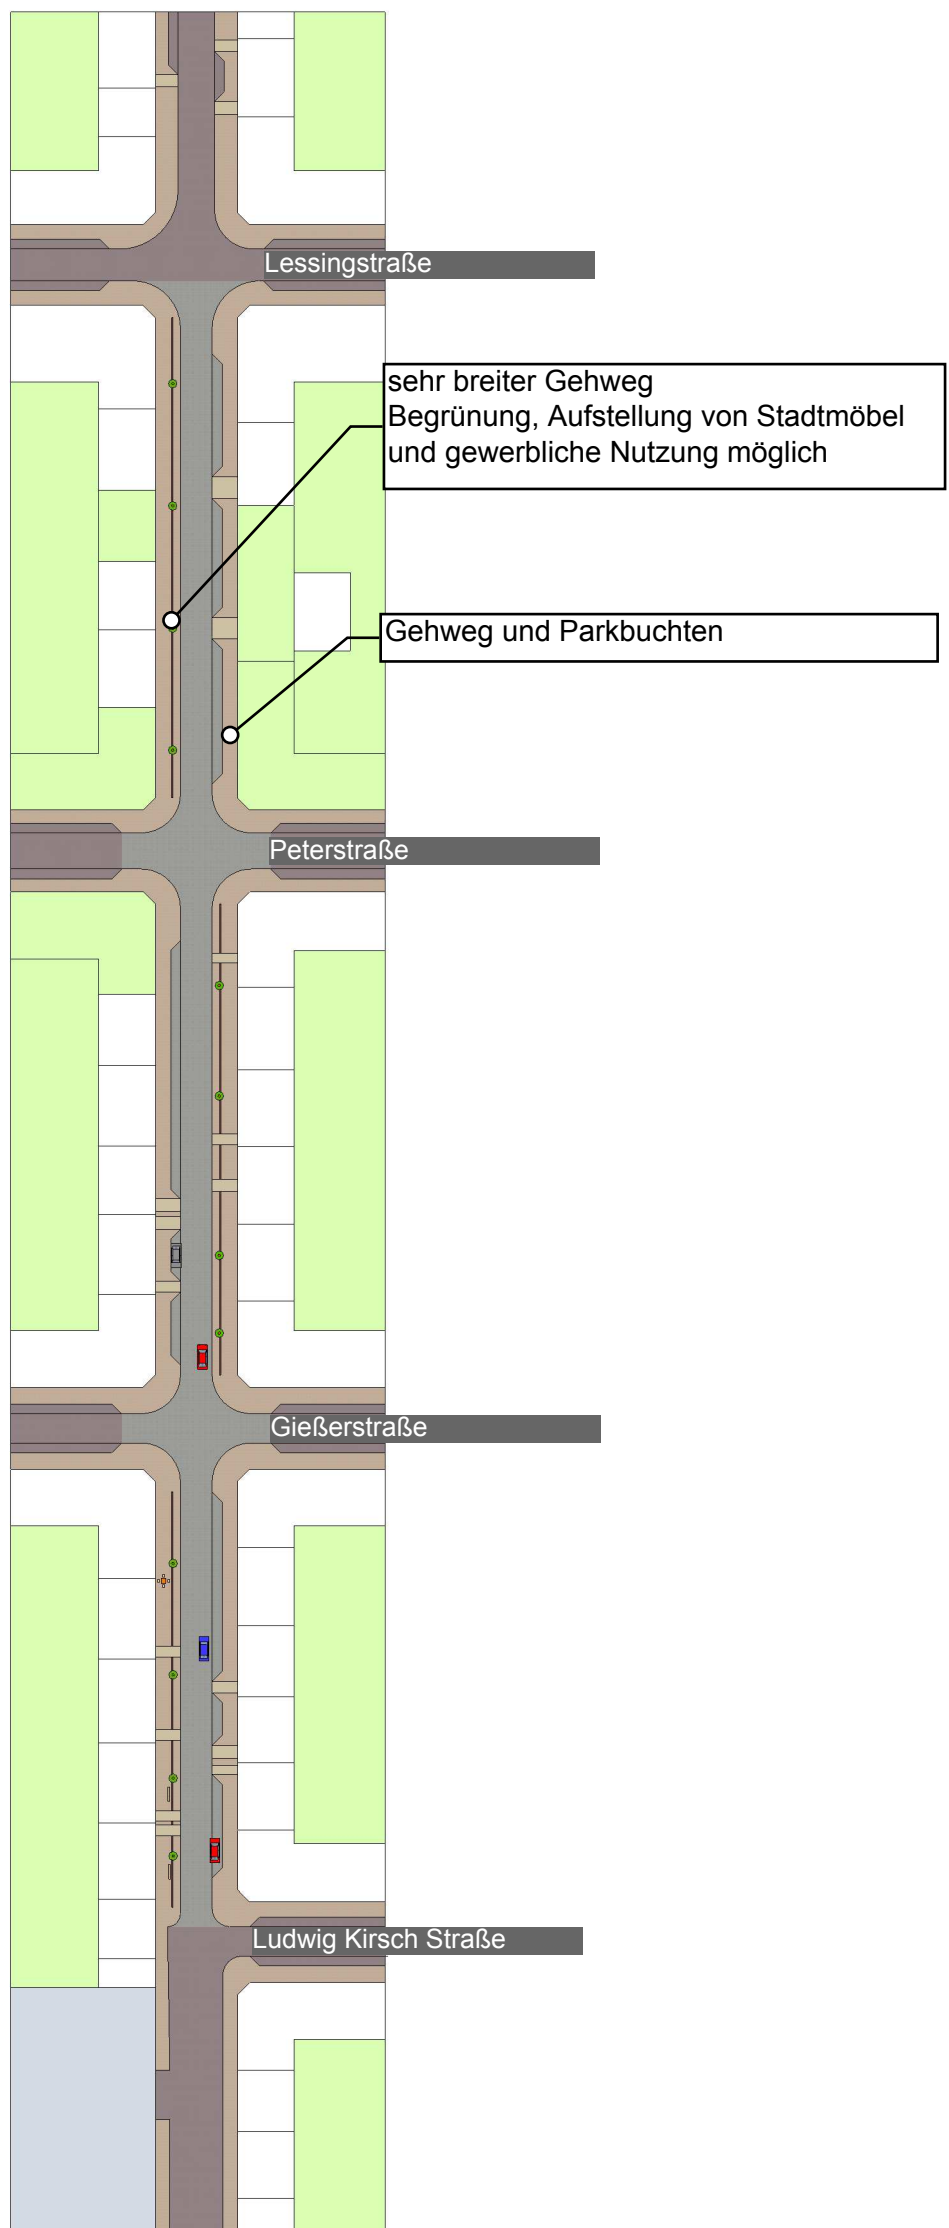 Lessingstraße
sehr breiter Gehweg
Begrünung, Aufstellung von Stadtmöbel
und gewerbliche Nutzung möglich
Gehweg und Parkbuchten
Peterstraße
Gießerstraße
Ludwig Kirsch Straße